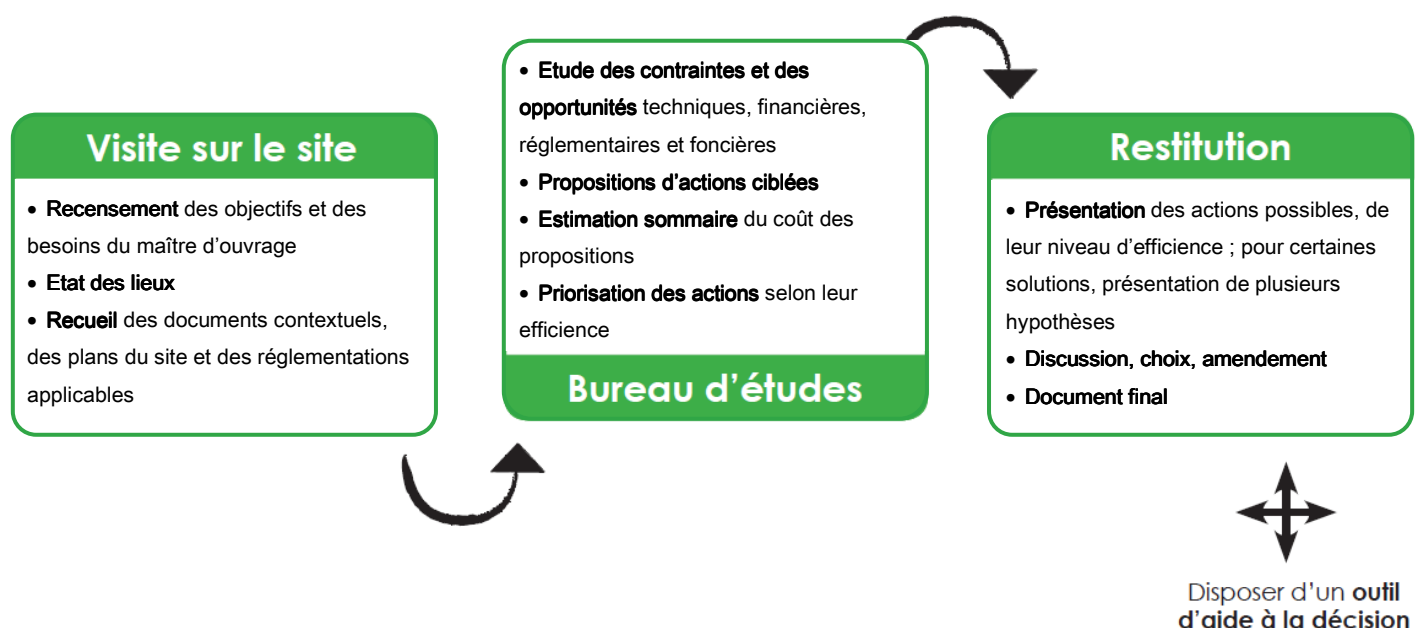 Visite sur le site
• Recensement des objectifs et des
besoins du maître d'ouvrage
• Etat des lieux
• Recueil des documents contextuels,
des plans du site et des réglementations
applicables
• Etude des contraintes et des
opportunités techniques, financières,
réglementaires et foncières
• Propositions d'actions ciblées
• Estimation sommaire du coût des
propositions
• Priorisation des actions selon leur
efficience
Bureau d'études
Restitution
• Présentation des actions possibles, de
leur niveau d'efficience ; pour certaines
solutions, présentation de plusieurs
hypothèses
• Discussion, choix, amendement
• Document final
Disposer d'un outil
d'aide à la décision